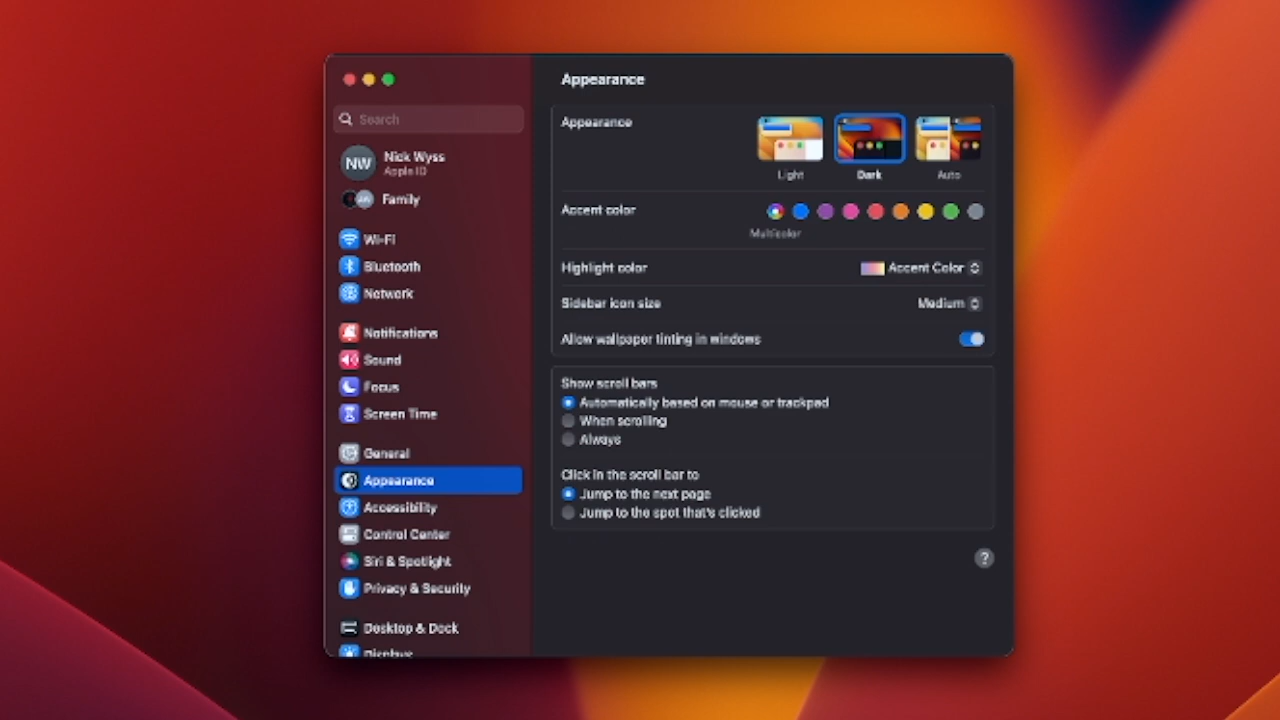 Search
NW
Nick Wyss
Apple ID
Family
Wi-Fi
Bluetooth
Network
Notifications
Sound
Focus
Screen Time
General
Appearance
Accessibility
Control Center
Siri & Spotlight
Privacy & Security
Desktop & Dock
Displays
Appearance
Appearance
Light
Dark
Auto
Accent color
Multicolor
Highlight color
Accent Color
Sidebar icon size
Medium
Allow wallpaper tinting in windows
Show scroll bars
Automatically based on mouse or trackpad
When scrolling
Always
Click in the scroll bar to
Jump to the next page
Jump to the spot that's clicked
?